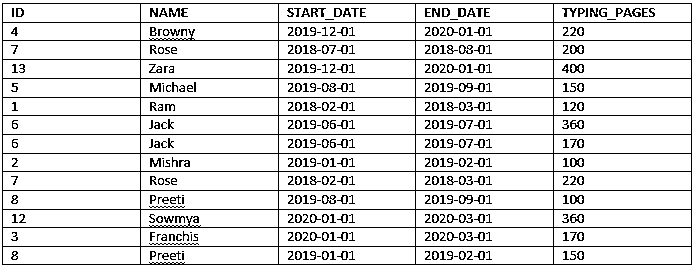 ID NAME START_DATE END_DATE TYPING_PAGES
4 Browny 2019-12-01 2020-01-01 220
7 Rose 2018-07-01 2018-08-01 200
13 Zara 2019-12-01 2020-01-01 400
5 Michael 2019-08-01 2019-09-01 150
1 Ram 2018-02-01 2018-03-01 120
6 Jack 2019-06-01 2019-07-01 360
6 Jack 2019-06-01 2019-07-01 170
2 Mishra 2019-01-01 2019-02-01 100
7 Rose 2018-02-01 2018-03-01 220
8 Preeti 2019-08-01 2019-09-01 100
12 Sowmya 2020-01-01 2020-03-01 360
3 Franchis 2020-01-01 2020-03-01 170
8 Preeti 2019-01-01 2019-02-01 150